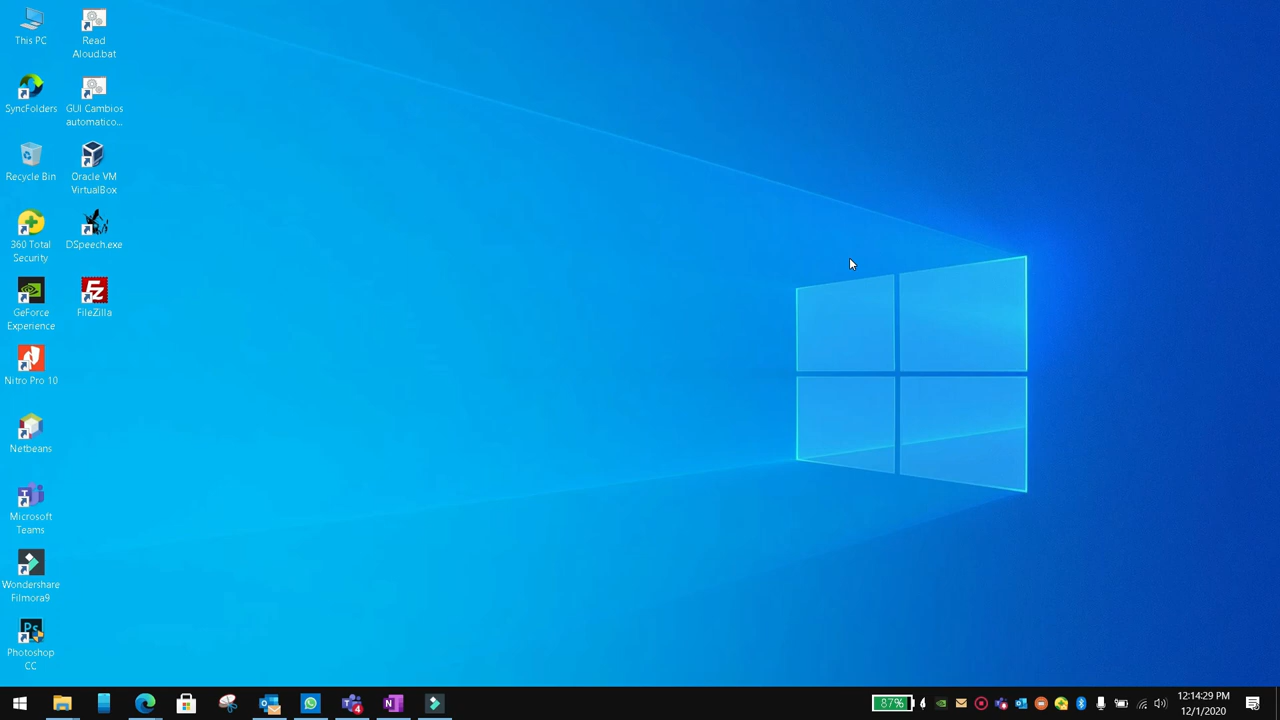 This PC
Read
Aloud.bat
SyncFolders
GUI Cambios
automatico...
Recycle Bin
Oracle VM
VirtualBox
360 Total
Security
DSpeech.exe
GeForce
Experience
FileZilla
Nitro Pro 10
Netbeans
Microsoft
Teams
Wondershare
Filmora9
Ps
Photoshop
CC
4
N
87%
12:14:29 PM
12/1/2020